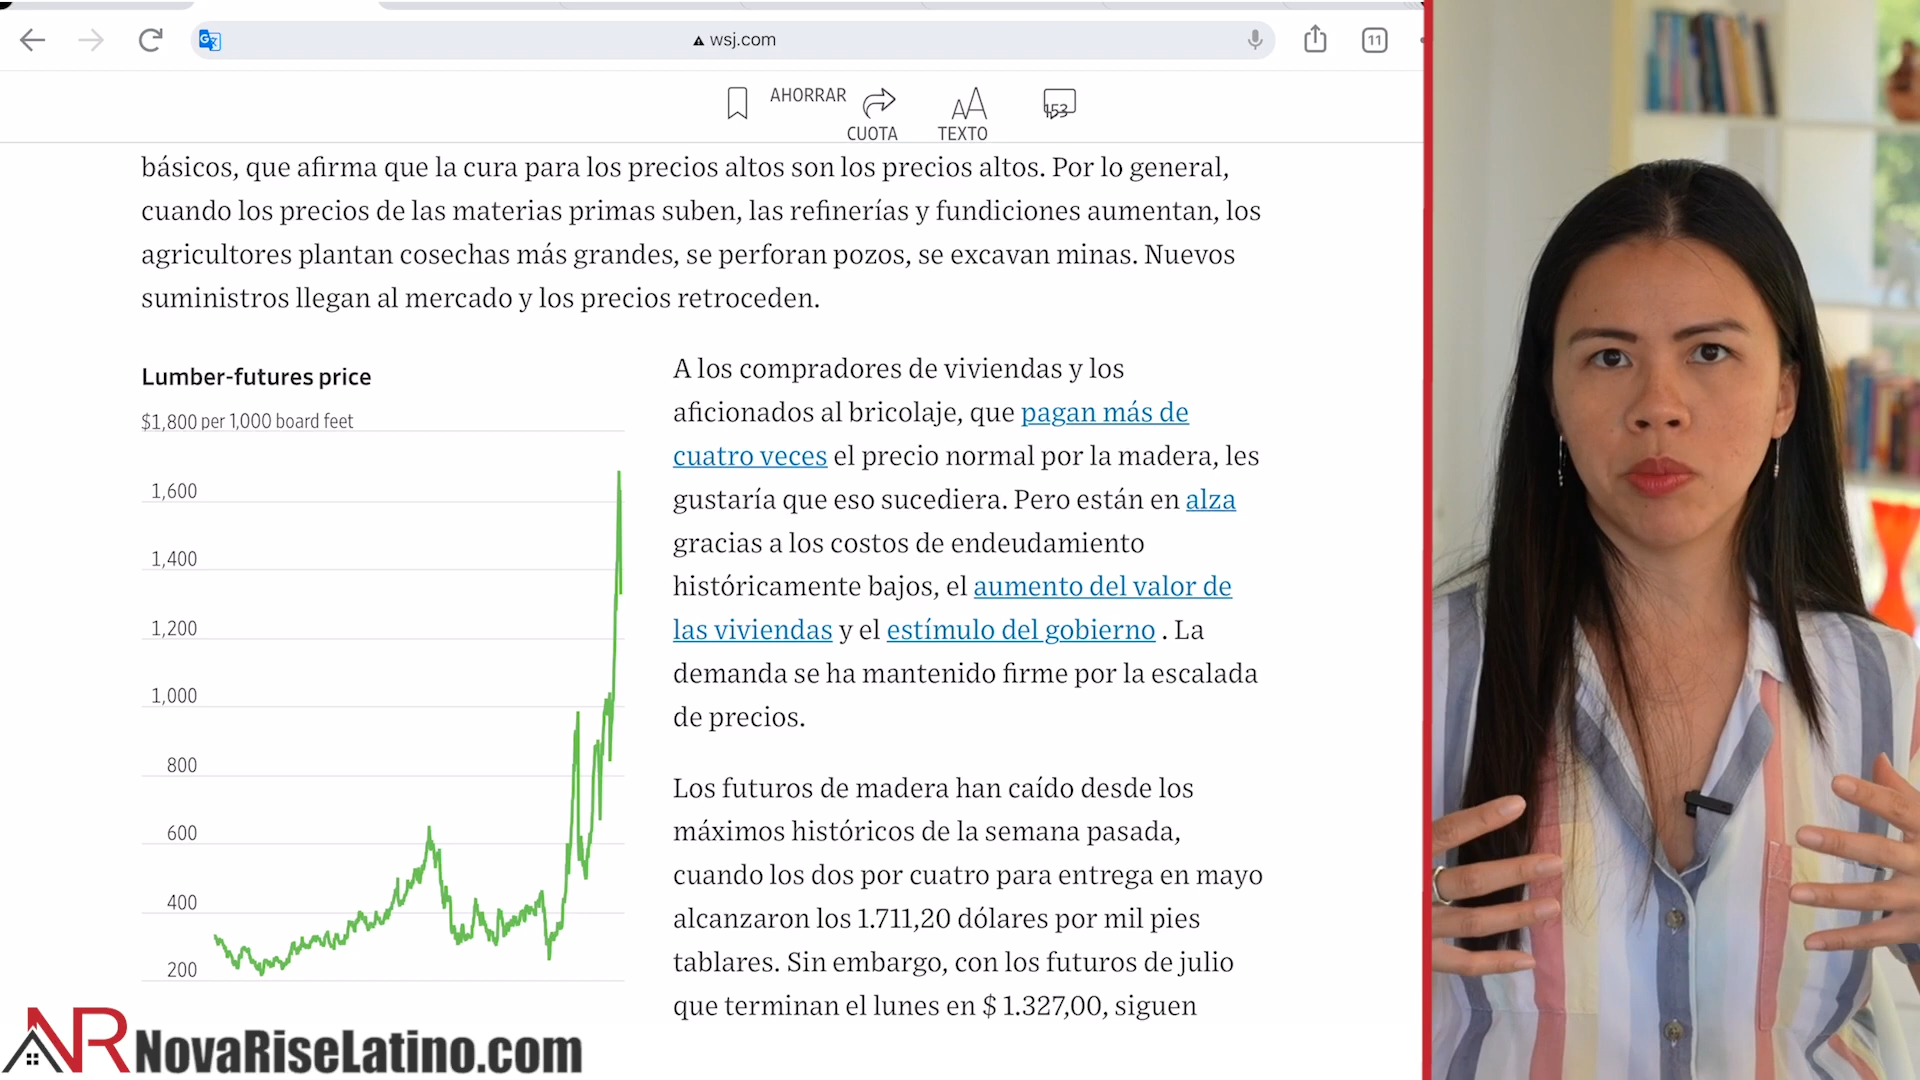 wsj.com
11
AHORRAR
CUOTA
TEXTO
153
básicos, que afirma que la cura para los precios altos son los precios altos. Por lo general,
cuando los precios de las materias primas suben, las refinerías y fundiciones aumentan, los
agricultores plantan cosechas más grandes, se perforan pozos, se excavan minas. Nuevos
suministros llegan al mercado y los precios retroceden.
Lumber-futures price
$1,800 per 1,000 board feet
1,600
1,400
1,200
1,000
800
600
400
200
A los compradores de viviendas y los
aficionados al bricolaje, que pagan más de
cuatro veces el precio normal por la madera, les
gustaría que eso sucediera. Pero están en alza
gracias a los costos de endeudamiento
históricamente bajos, el aumento del valor de
las viviendas y el estímulo del gobierno . La
demanda se ha mantenido firme por la escalada
de precios.
Los futuros de madera han caído desde los
máximos históricos de la semana pasada,
cuando los dos por cuatro para entrega en mayo
alcanzaron los 1.711,20 dólares por mil pies
tablares. Sin embargo, con los futuros de julio
que terminan el lunes en $ 1.327,00, siguen
NR NovaRiseLatino.com